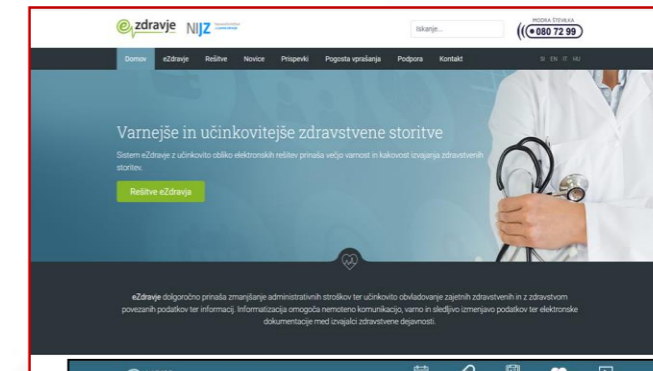 zdravje
NIJZ
Iskanje...
MODRA ŠTEVILKA
080 72 99
Domov eZdravje Rešitve Novice Prispevki Pogosta vprašanja Podpora Kontakt
SI EN IT HU
Varnejše in učinkovitejše zdravstvene storitve
Sistem eZdravje z učinkovito obliko elektronskih rešitev prinaša večjo varnost in kakovost izvajanja zdravstvenih
storitev.
Rešitve eZdravja
eZdravje dolgoročno prinaša zmanjšanje administrativnih stroškov ter učinkovito obvladovanje zajetnih zdravstvenih in z zdravstvom
povezanih podatkov ter informacij. Informatizacija omogoča nemoteno komunikacijo, varno in sledljivo izmenjavo podatkov ter elektronske
dokumentacije med izvajalci zdravstvene dejavnosti.